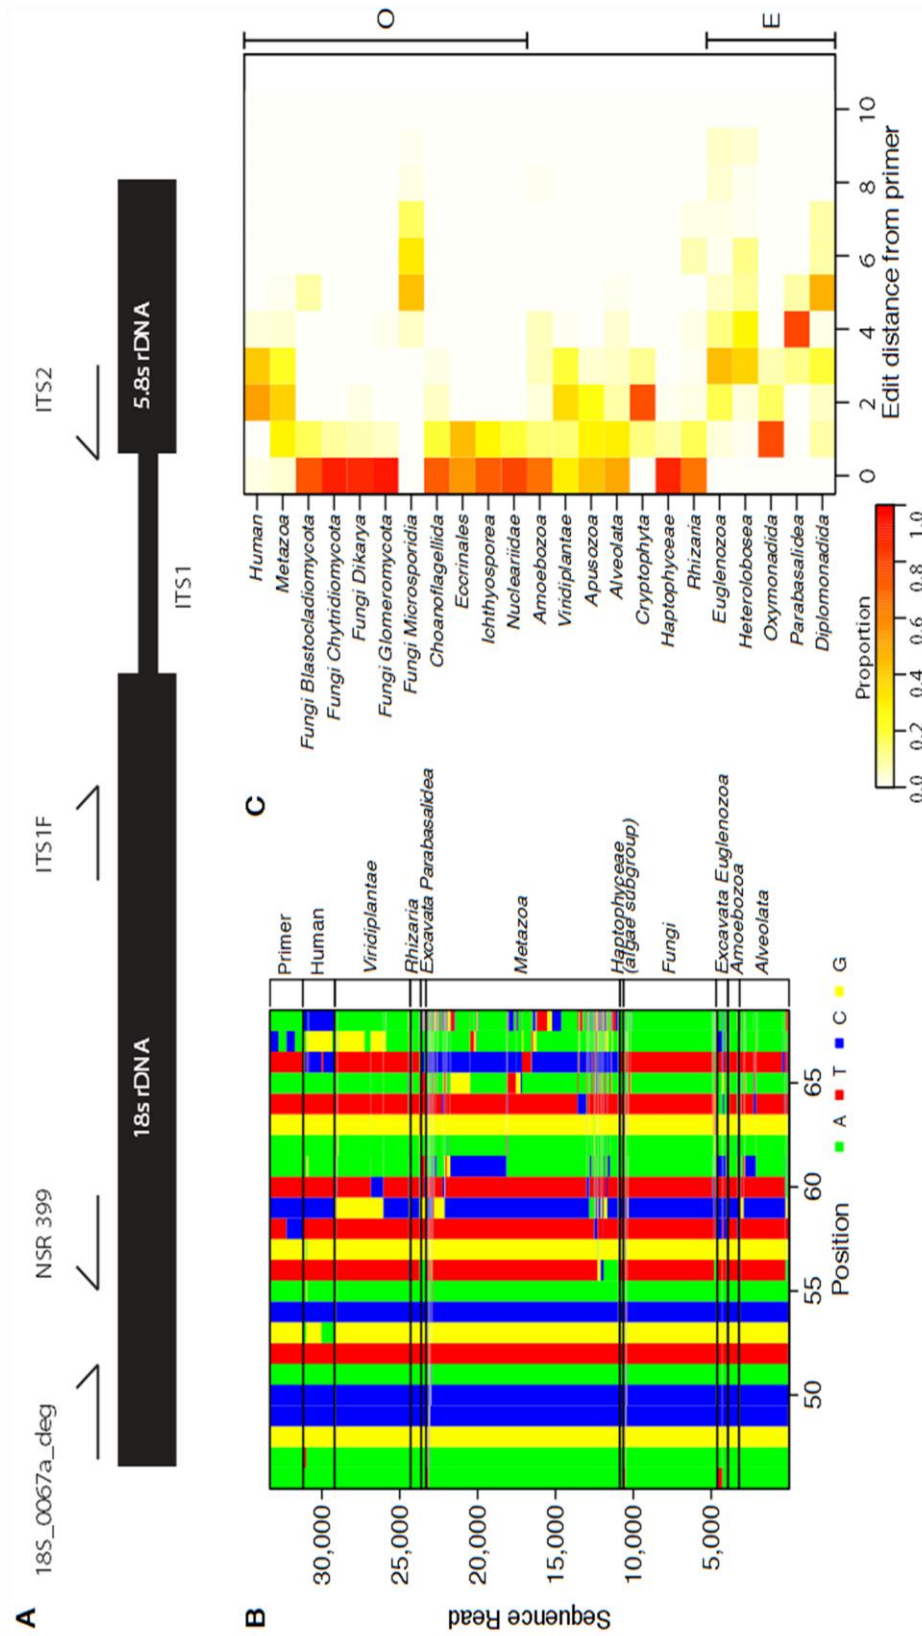 A
18S_0067a_deg
NSR 399
ITS1F
ITS2
18s rDNA
5.8s rDNA
ITS1
B
Sequence Read
30,000
25,000
20,000
15,000
10,000
5,000
Primer
Human
Viridiplantae
Rhizaria
Excavata Parabasalidea
Metazoa
Haptophyceae
(algae subgroup)
Fungi
Excavata Euglenozoa
Amoebozoa
Alveolata
50
55
60
65
Position
A T C G
C
Human
Metazoa
Fungi Blastocladiomycota
Fungi Chytridiomycota
Fungi Dikarya
Fungi Glomeromycota
Fungi Microsporidia
Choanoflagellida
Eccrinales
Ichthyosporea
Nucleariidae
Amoebozoa
Viridiplantae
Apusozoa
Alveolata
Cryptophyta
Haptophyceae
Rhizaria
Euglenozoa
Heterolobosea
Oxymonadida
Parabasalidea
Diplomonadida
O
E
0 2 4 6 8 10
Edit distance from primer
Proportion
0.0 0.2 0.4 0.6 0.8 1.0